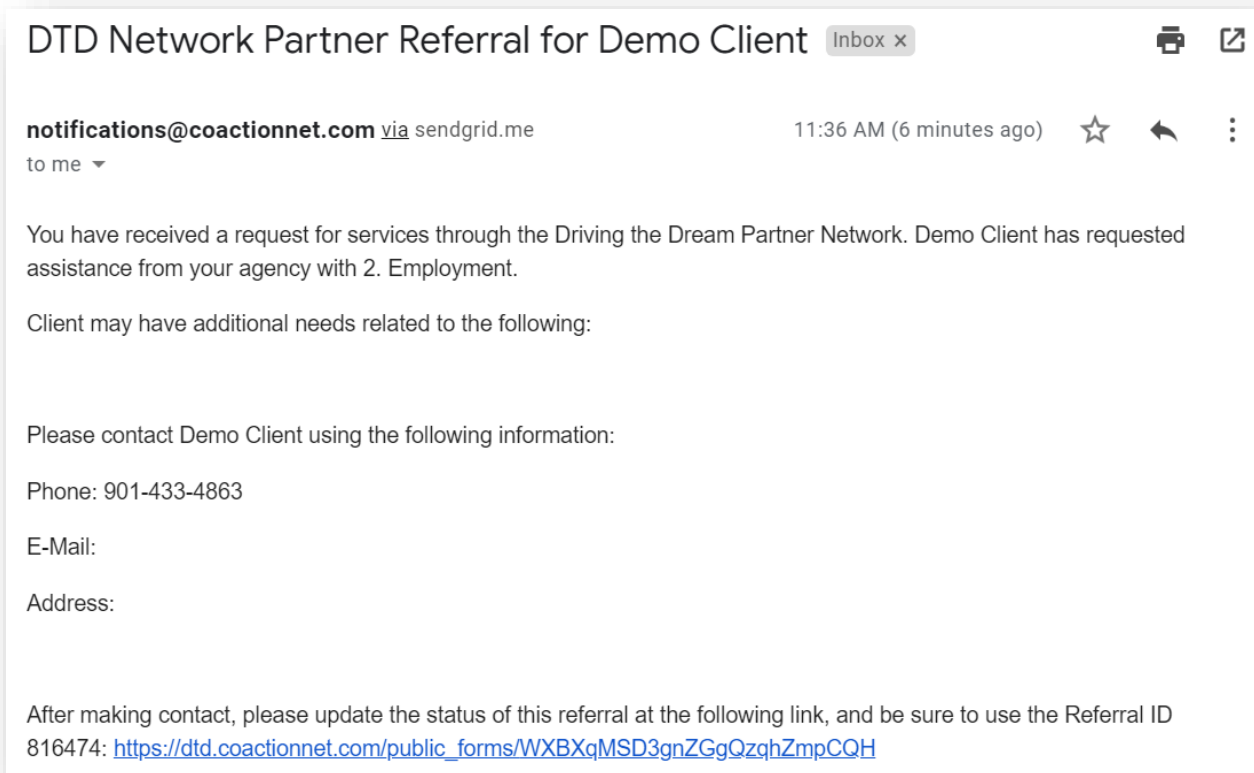 DTD Network Partner Referral for Demo Client Inbox ×
notifications@coactionnet.com via sendgrid.me 11:36 AM (6 minutes ago)
to me
You have received a request for services through the Driving the Dream Partner Network. Demo Client has requested
assistance from your agency with 2. Employment.
Client may have additional needs related to the following:
Please contact Demo Client using the following information:
Phone: 901-433-4863
E-Mail:
Address:
After making contact, please update the status of this referral at the following link, and be sure to use the Referral ID
816474: https://dtd.coactionnet.com/public_forms/WXBXqMSD3gnZGgQzqhZmpCQH